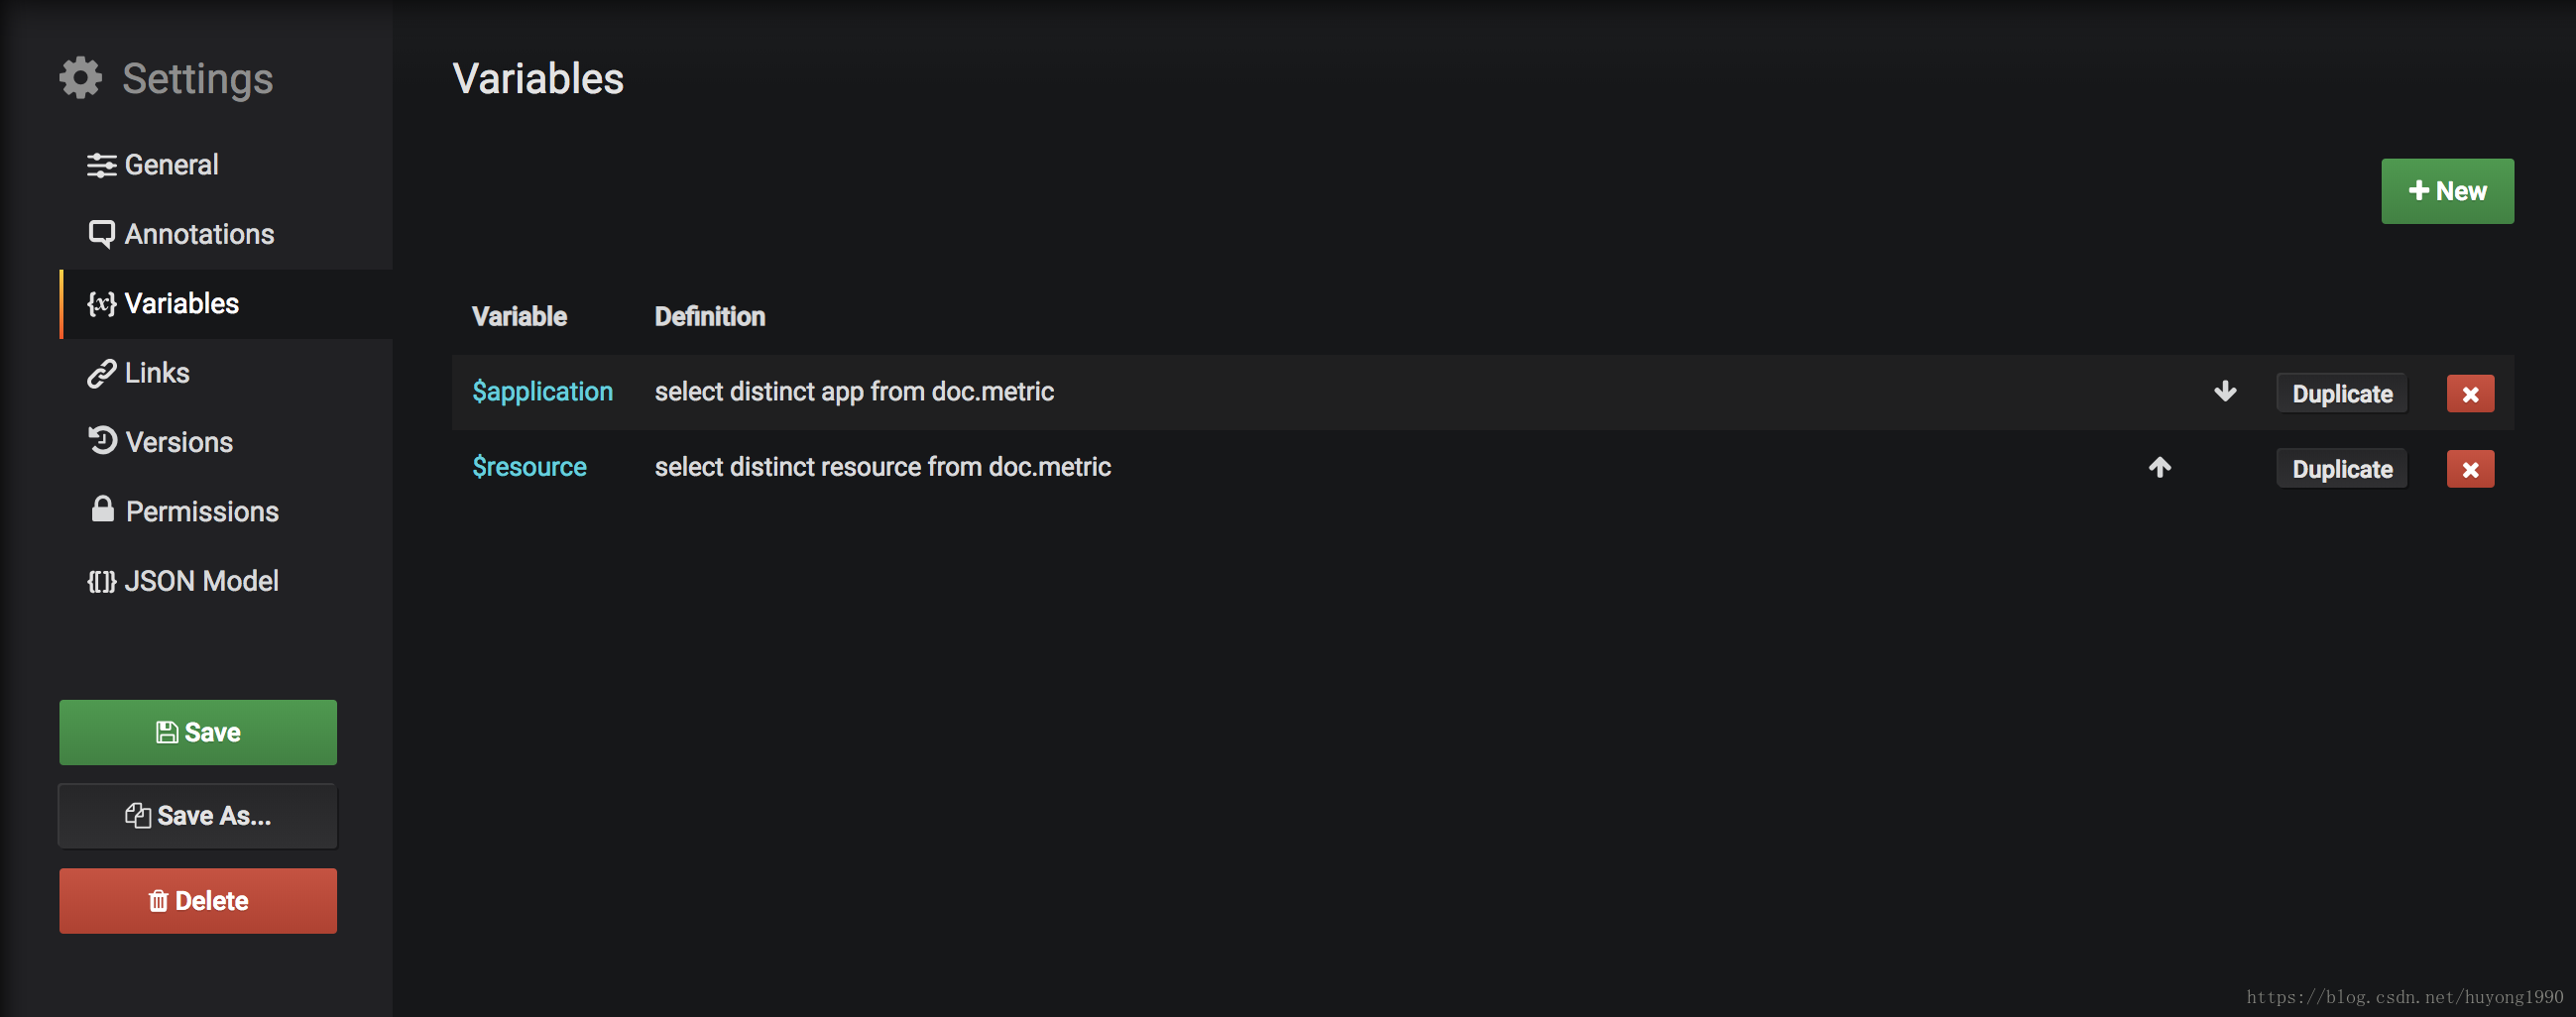 Settings
General
Annotations
{x} Variables
Links
Versions
Permissions
{[]} JSON Model
Save
Save As...
Delete
Variables
+ New
Variable Definition
$application select distinct app from doc.metric Duplicate
$resource select distinct resource from doc.metric Duplicate
https://blog.csdn.net/huyong1990